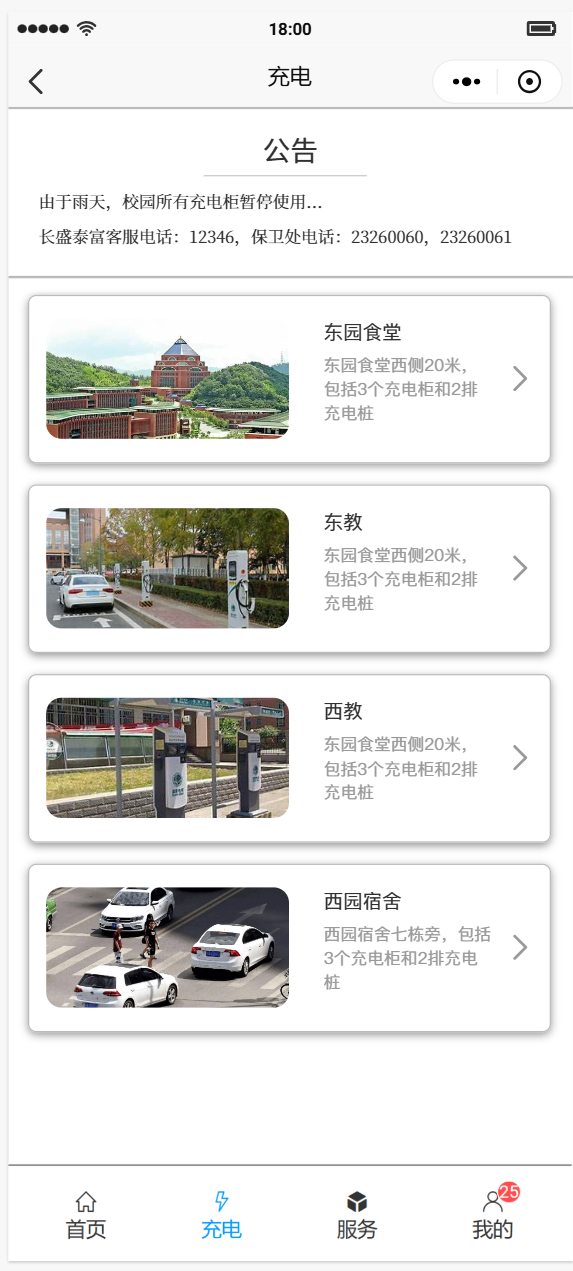 18:00
充电
公告
由于雨天，校园所有充电柜暂停使用...
长盛泰富客服电话：12346，保卫处电话：23260060，23260061
东园食堂
东园食堂西侧20米，
包括3个充电柜和2排
充电桩
东教
东园食堂西侧20米，
包括3个充电柜和2排
充电桩
西教
东园食堂西侧20米，
包括3个充电柜和2排
充电桩
西园宿舍
西园宿舍七栋旁，包括
3个充电柜和2排充电
桩
25
首页
充电
服务
我的